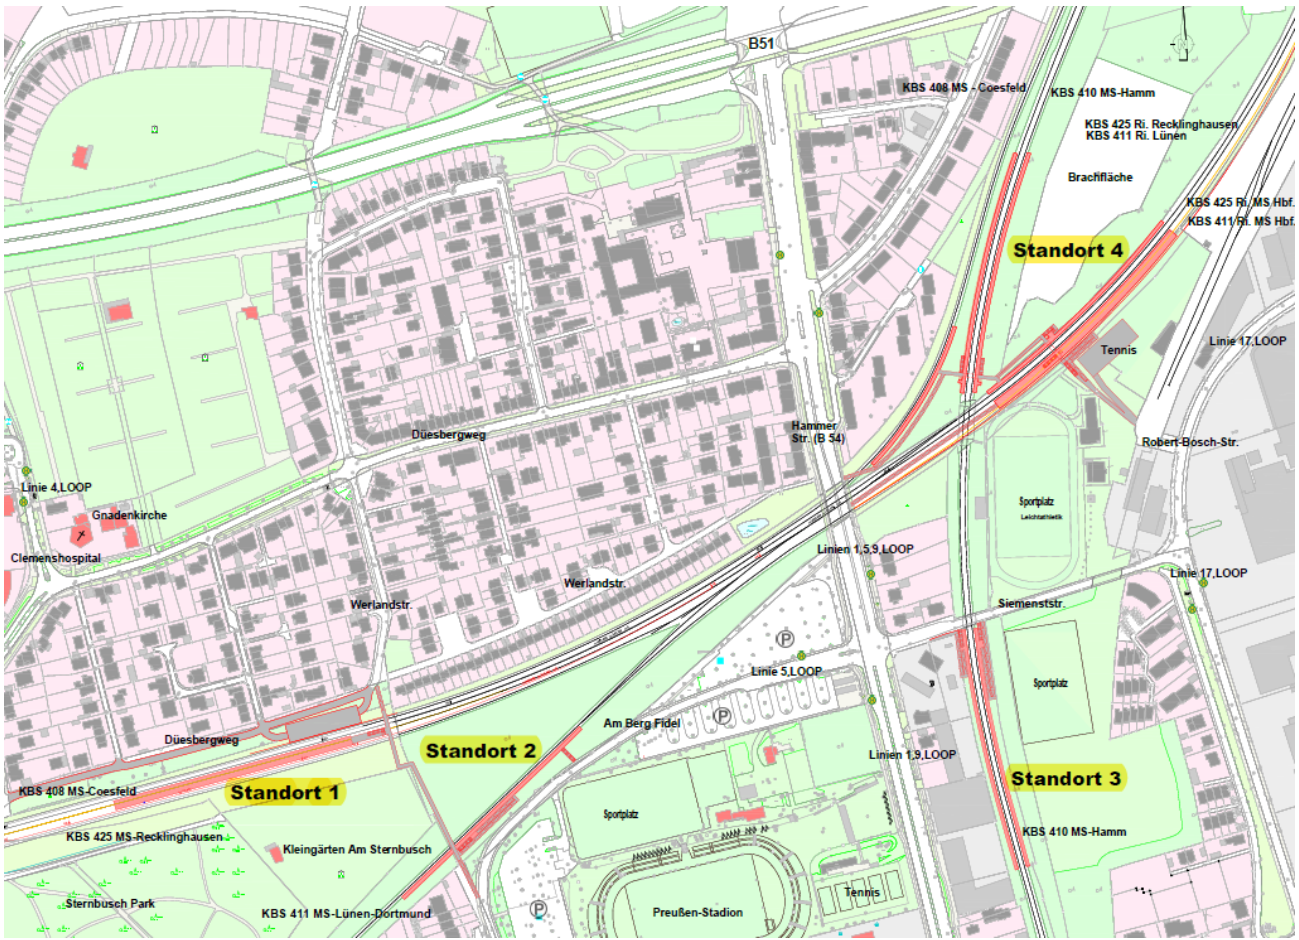 B51
KBS 408 MS - Coesfeld
KBS 410 MS-Hamm
KBS 425 Ri. Recklinghausen
KBS 411 Ri. Lünen
Brachfläche
KBS 425 Ri. MS Hbf.
KBS 411 Ri. MS Hbf.
Standort 4
Tennis
Linie 17,LOOP
Düesbergweg
Hammer
Str. (B 54)
Robert-Bosch-Str.
Linie 4,LOOP
Gnadenkirche
Clemenshospital
Sportplatz
Leichtathletik
Linien 1,5,9,LOOP
Werlandstr.
Werlandstr.
Linie 17,LOOP
Siemenststr.
P
Linie 5,LOOP
Sportplatz
P
Am Berg Fidel
Düesbergweg
Standort 2
Linien 1,9,LOOP
Standort 3
KBS 408 MS-Coesfeld
Standort 1
Sportplatz
KBS 425 MS-Recklinghausen
KBS 410 MS-Hamm
Kleingärten Am Sternbusch
Tennis
Sternbusch Park
KBS 411 MS-Lünen-Dortmund
P
Preußen-Stadion